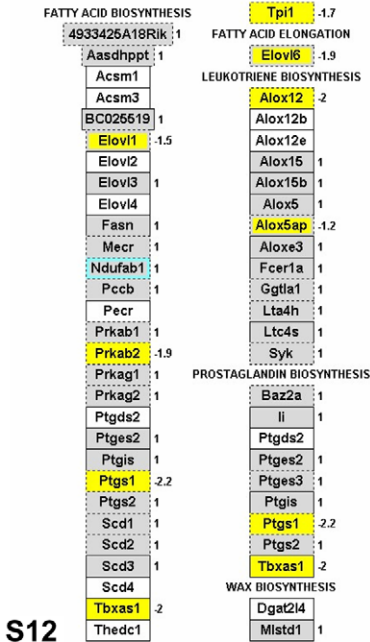 FATTY ACID BIOSYNTHESIS
4933425A18Rik 1
Aasdhppt 1
Acsm1
Acsm3
BC025519 1
Elovl1 -1.5
Elovl2
Elovl3 1
Elovl4
Fasn 1
Mecr 1
Ndufab1 1
Pccb 1
Pecr
Prkab1 1
Prkab2 -1.9
Prkag1 1
Prkag2 1
Ptgds2
Ptges2 1
Ptgis 1
Ptgs1 -2.2
Ptgs2 1
Scd1 1
Scd2 1
Scd3 1
Scd4
Tbxas1 -2
Thedc1
Tpi1 -1.7
FATTY ACID ELONGATION
Elovl6 -1.9
LEUKOTRIENE BIOSYNTHESIS
Alox12 -2
Alox12b
Alox12e
Alox15 1
Alox15b 1
Alox5 1
Alox5ap -1.2
Aloxe3 1
Fcer1a 1
Ggtla1 1
Lta4h 1
Ltc4s 1
Syk 1
PROSTAGLANDIN BIOSYNTHESIS
Baz2a 1
Ii 1
Ptgds2
Ptges2 1
Ptges3 1
Ptgis 1
Ptgs1 -2.2
Ptgs2 1
Tbxas1 -2
WAX BIOSYNTHESIS
Dgat2l4
Mlstd1 1
S12